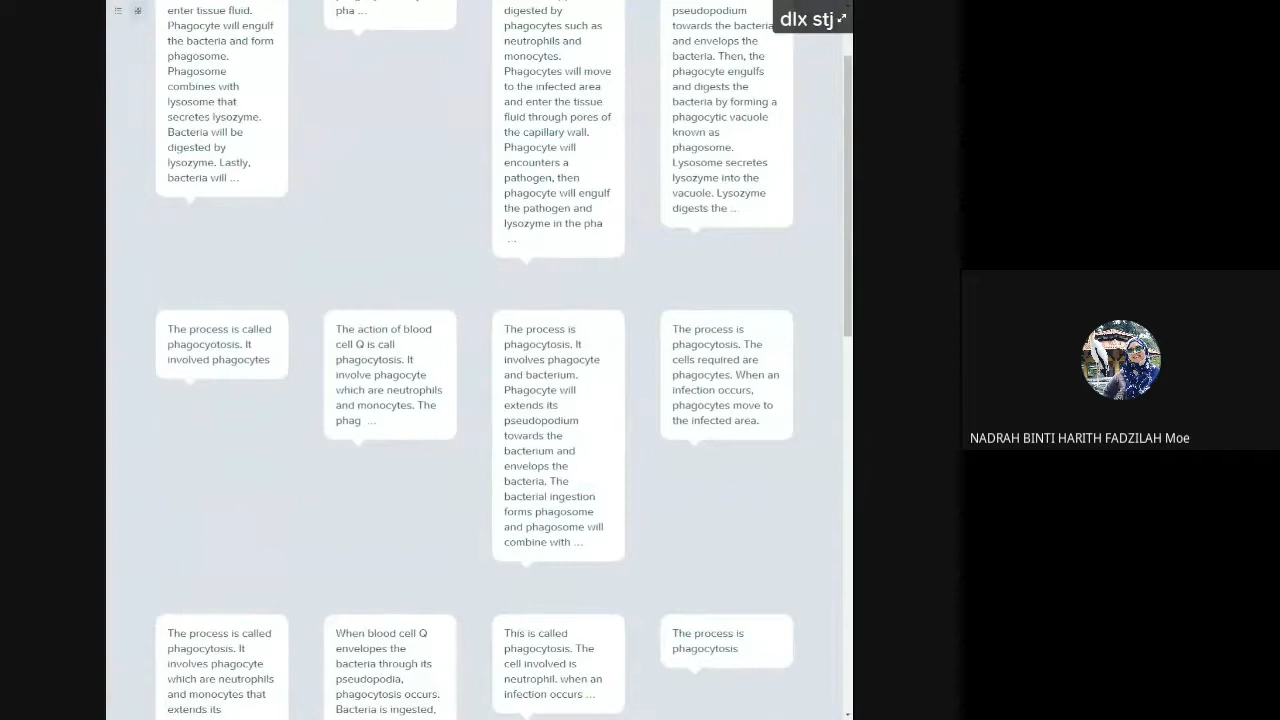 enter tissue fluid.
Phagocyte will engulf
the bacteria and form
phagosome.
Phagosome
combines with
lysosome that
secretes lysozyme.
Bacteria will be
digested by
lysozyme. Lastly,
bacteria will ...
pha ...
digested by
phagocytes such as
neutrophils and
monocytes.
Phagocytes will move
to the infected area
and enter the tissue
fluid through pores of
the capillary wall.
Phagocyte will
encounters a
pathogen, then
phagocyte will engulf
the pathogen and
lysozyme in the pha
...
pseudopodium
towards the bacteria
and envelops the
bacteria. Then, the
phagocyte engulfs
and digests the
bacteria by forming a
phagocytic vacuole
known as
phagosome.
Lysosome secretes
lysozyme into the
vacuole. Lysozyme
digests the ...
dlx stj
The process is called
phagocyotosis. It
involved phagocytes
The action of blood
cell Q is call
phagocytosis. It
involve phagocyte
which are neutrophils
and monocytes. The
phag ...
The process is
phagocytosis. It
involves phagocyte
and bacterium.
Phagocyte will
extends its
pseudopodium
towards the
bacterium and
envelops the
bacteria. The
bacterial ingestion
forms phagosome
and phagosome will
combine with ...
The process is
phagocytosis. The
cells required are
phagocytes. When an
infection occurs,
phagocytes move to
the infected area.
The process is called
phagocytosis. It
involves phagocyte
which are neutrophils
and monocytes that
extends its
When blood cell Q
envelopes the
bacteria through its
pseudopodia,
phagocytosis occurs.
Bacteria is ingested,
This is called
phagocytosis. The
cell involved is
neutrophil. when an
infection occurs ...
The process is
phagocytosis
NADRAH BINTI HARITH FADZILAH Moe